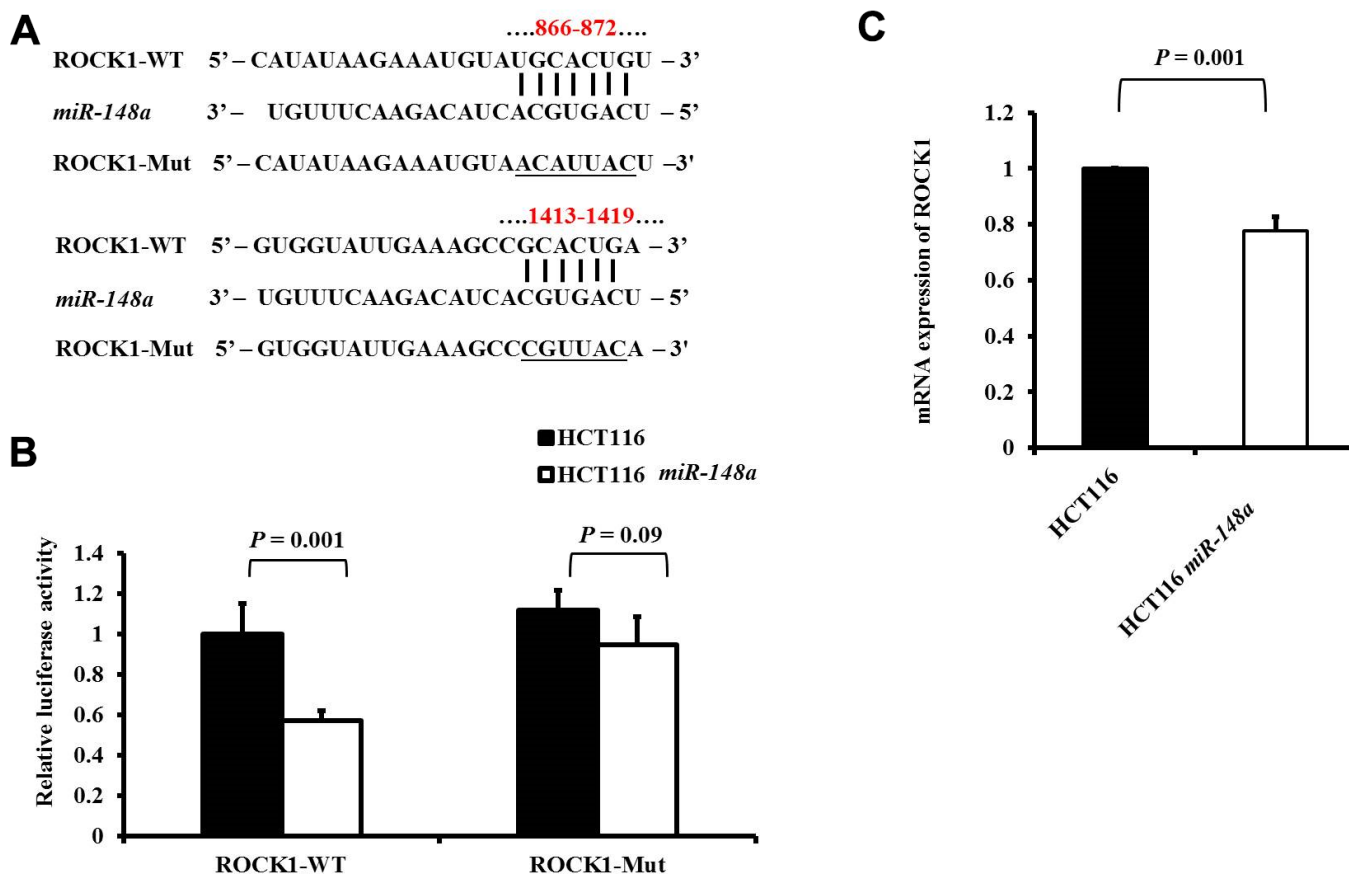 A
....866-872....
ROCK1-WT 5’ – CAUAUAAGAAAUGUAUGCACUGU – 3’
miR-148a 3’ – UGUUUCAAGACAUCACGUGACU – 5’
ROCK1-Mut 5’ – CAUAUAAGAAAUGUAACAUUACU –3'
....1413-1419....
ROCK1-WT 5’ – GUGGUAUUGAAAGCCGCACUGA – 3’
miR-148a 3’ – UGUUUCAAGACAUCACGUGACU – 5’
ROCK1-Mut 5’ – GUGGUAUUGAAAGCCCGUUACA – 3'
B
HCT116
HCT116 miR-148a
P = 0.001
P = 0.09
Relative luciferase activity
1.4
1.2
1
0.8
0.6
0.4
0.2
0
ROCK1-WT
ROCK1-Mut
C
P = 0.001
mRNA expression of ROCK1
1.2
1
0.8
0.6
0.4
0.2
0
HCT116
HCT116 miR-148a